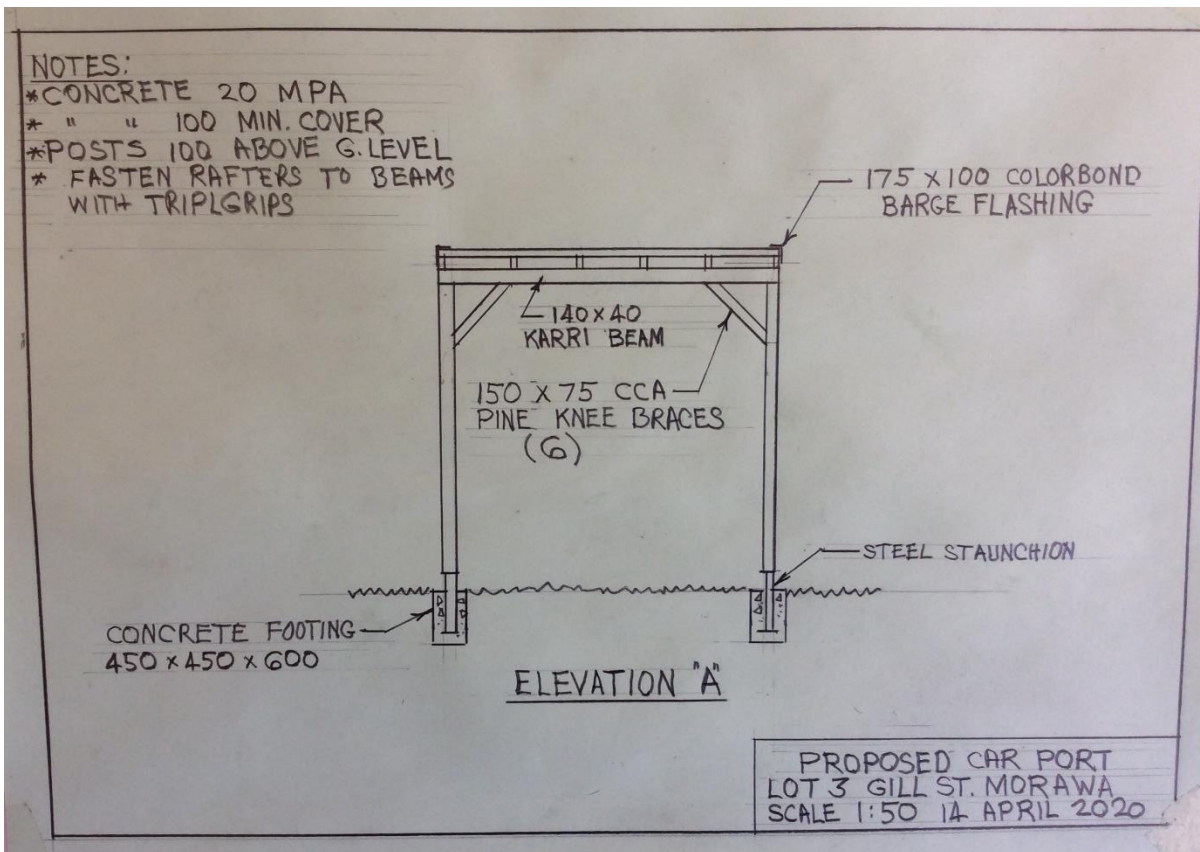 NOTES:
* CONCRETE 20 MPA
* " " 100 MIN. COVER
* POSTS 100 ABOVE G. LEVEL
* FASTEN RAFTERS TO BEAMS
WITH TRIPLGRIPS
175 X 100 COLORBOND
BARGE FLASHING
140 x 40
KARRI BEAM
150 X 75 CCA
PINE KNEE BRACES
(6)
STEEL STAUNCHION
CONCRETE FOOTING
450 x 450 x 600
ELEVATION "A"
PROPOSED CAR PORT
LOT 3 GILL ST. MORAWA
SCALE 1:50 14 APRIL 2020